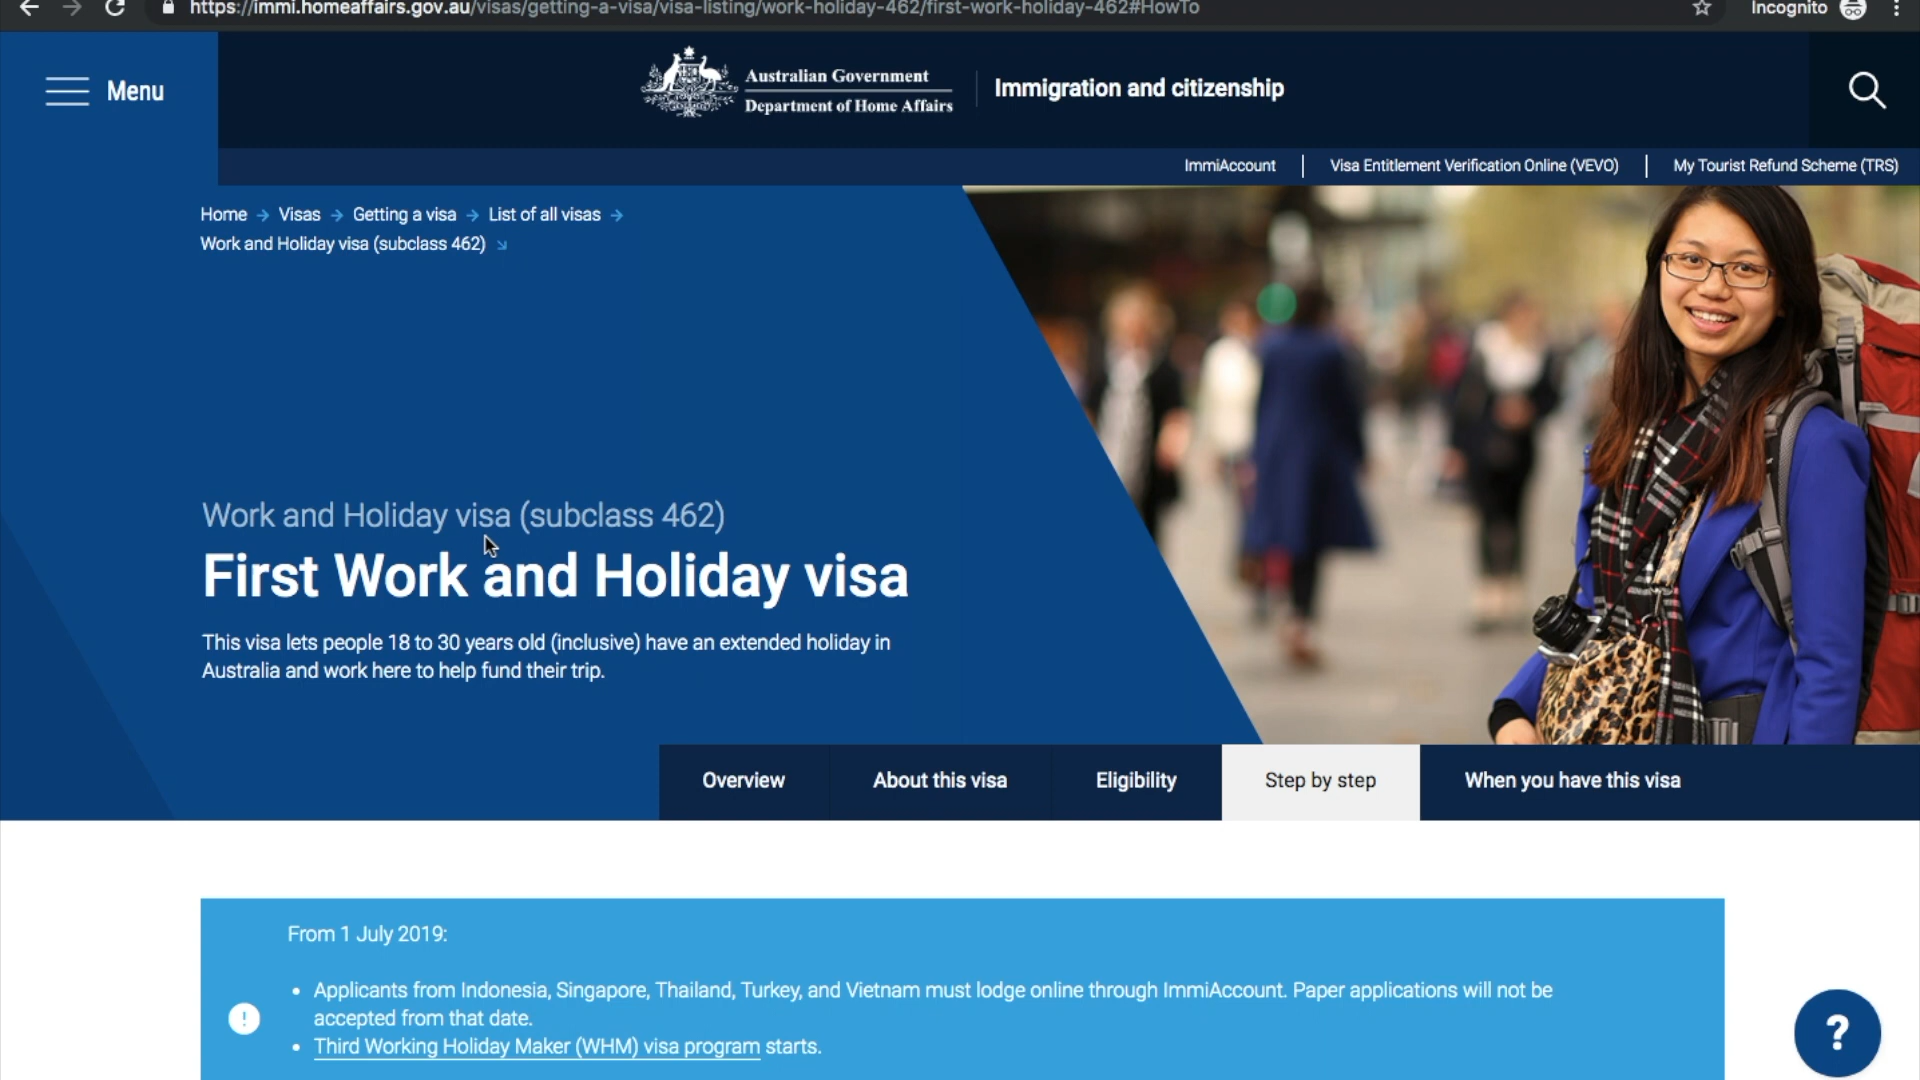 https://immi.homeaffairs.gov.au/visas/getting-a-visa/visa-listing/work-holiday-462/first-work-holiday-462#HowTo
Incognito
Menu
Australian Government
Department of Home Affairs
Immigration and citizenship
ImmiAccount
Visa Entitlement Verification Online (VEVO)
My Tourist Refund Scheme (TRS)
Home
Visas
Getting a visa
List of all visas
Work and Holiday visa (subclass 462)
Work and Holiday visa (subclass 462)
First Work and Holiday visa
This visa lets people 18 to 30 years old (inclusive) have an extended holiday in
Australia and work here to help fund their trip.
Overview
About this visa
Eligibility
Step by step
When you have this visa
From 1 July 2019:
• Applicants from Indonesia, Singapore, Thailand, Turkey, and Vietnam must lodge online through ImmiAccount. Paper applications will not be
accepted from that date.
• Third Working Holiday Maker (WHM) visa program starts.
!
?